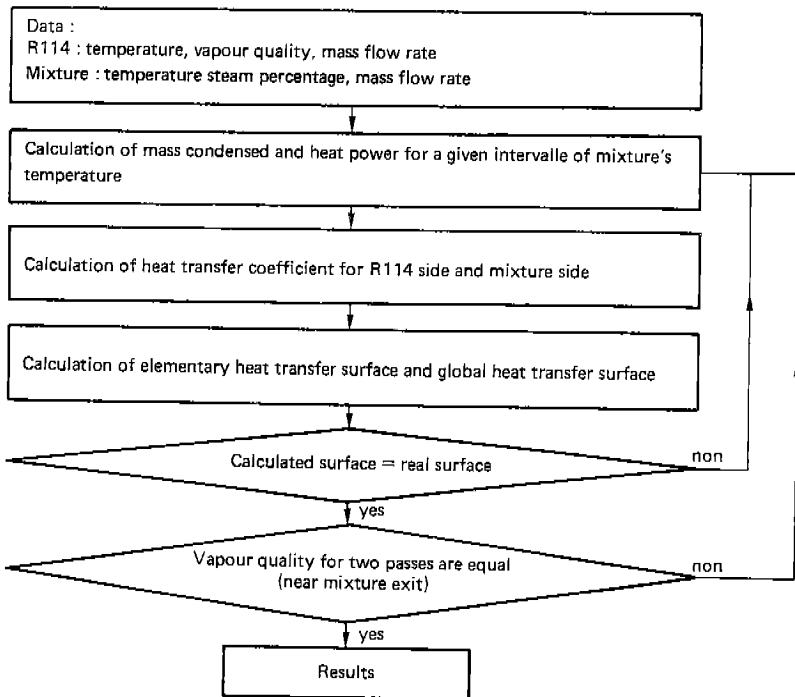 Data :
R114 : temperature, vapour quality, mass flow rate
Mixture : temperature steam percentage, mass flow rate
Calculation of mass condensed and heat power for a given intervalle of mixture's
temperature
Calculation of heat transfer coefficient for R114 side and mixture side
Calculation of elementary heat transfer surface and global heat transfer surface
Calculated surface = real surface
non
yes
Vapour quality for two passes are equal
(near mixture exit)
non
yes
Results